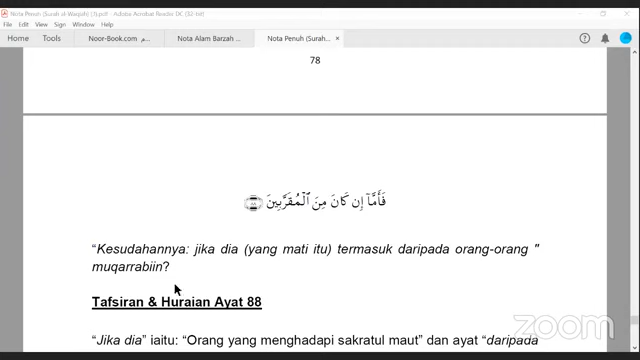 Nota Penuh (Surah al-Waqiah) (1).pdf - Adobe Acrobat Reader DC (32-bit)
File Edit View Sign Window Help
Home Tools Noor-Book.com م... Nota Alam Barzah ... Nota Penuh (Surah... ×
78
فَأَمَّآ إِن كَانَ مِنَ ٱلْمُقَرَّبِينَ ٨٨
“Kesudahannya: jika dia (yang mati itu) termasuk daripada orang-orang "
muqarrabiin?
Tafsiran & Huraian Ayat 88
“Jika dia” iaitu: “Orang yang menghadapi sakratul maut” dan ayat “daripada
zoom